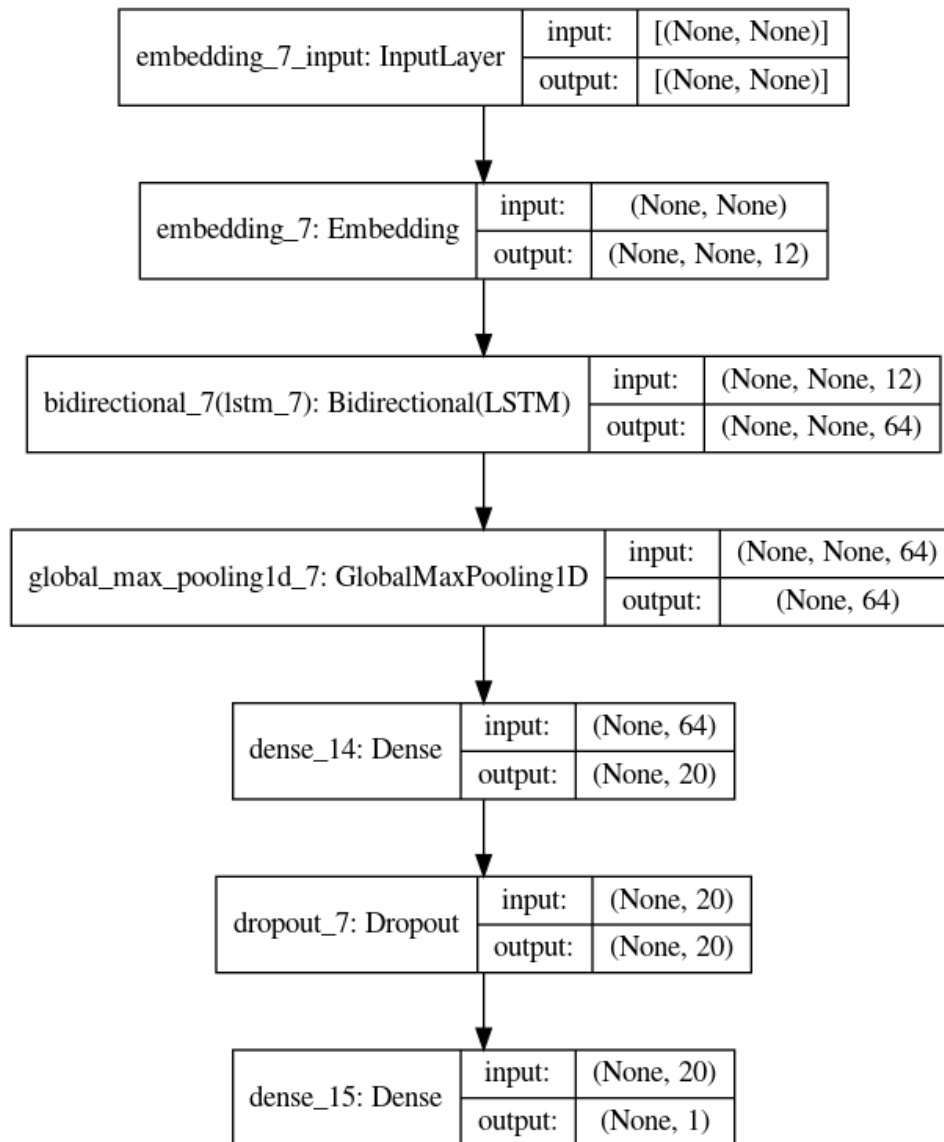 embedding_7_input: InputLayer
input: [(None, None)]
output: [(None, None)]
embedding_7: Embedding
input: (None, None)
output: (None, None, 12)
bidirectional_7(lstm_7): Bidirectional(LSTM)
input: (None, None, 12)
output: (None, None, 64)
global_max_pooling1d_7: GlobalMaxPooling1D
input: (None, None, 64)
output: (None, 64)
dense_14: Dense
input: (None, 64)
output: (None, 20)
dropout_7: Dropout
input: (None, 20)
output: (None, 20)
dense_15: Dense
input: (None, 20)
output: (None, 1)